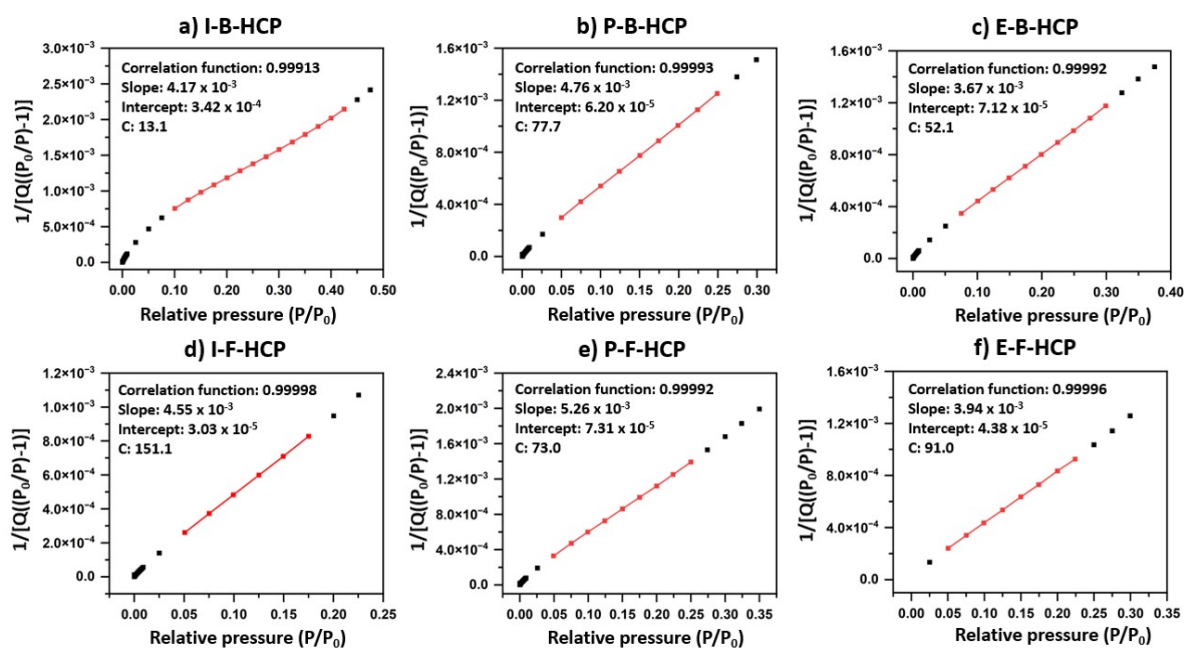 a) I-B-HCP
Correlation function: 0.99913
Slope: 4.17 x 10⁻³
Intercept: 3.42 x 10⁻⁴
C: 13.1
1/[Q((P₀/P)-1)]
3.0×10⁻³
2.5×10⁻³
2.0×10⁻³
1.5×10⁻³
1.0×10⁻³
5.0×10⁻⁴
0.0
0.00 0.10 0.20 0.30 0.40 0.50
Relative pressure (P/P₀)
b) P-B-HCP
Correlation function: 0.99993
Slope: 4.76 x 10⁻³
Intercept: 6.20 x 10⁻⁵
C: 77.7
1/[Q((P₀/P)-1)]
1.6×10⁻³
1.2×10⁻³
8.0×10⁻⁴
4.0×10⁻⁴
0.0
0.00 0.05 0.10 0.15 0.20 0.25 0.30
Relative pressure (P/P₀)
c) E-B-HCP
Correlation function: 0.99992
Slope: 3.67 x 10⁻³
Intercept: 7.12 x 10⁻⁵
C: 52.1
1/[Q((P₀/P)-1)]
1.6×10⁻³
1.2×10⁻³
8.0×10⁻⁴
4.0×10⁻⁴
0.0
0.00 0.10 0.20 0.30 0.40
Relative pressure (P/P₀)
d) I-F-HCP
Correlation function: 0.99998
Slope: 4.55 x 10⁻³
Intercept: 3.03 x 10⁻⁵
C: 151.1
1/[Q((P₀/P)-1)]
1.2×10⁻³
1.0×10⁻³
8.0×10⁻⁴
6.0×10⁻⁴
4.0×10⁻⁴
2.0×10⁻⁴
0.0
0.00 0.05 0.10 0.15 0.20 0.25
Relative pressure (P/P₀)
e) P-F-HCP
Correlation function: 0.99992
Slope: 5.26 x 10⁻³
Intercept: 7.31 x 10⁻⁵
C: 73.0
1/[Q((P₀/P)-1)]
2.4×10⁻³
2.0×10⁻³
1.6×10⁻³
1.2×10⁻³
8.0×10⁻⁴
4.0×10⁻⁴
0.0
0.00 0.05 0.10 0.15 0.20 0.25 0.30 0.35
Relative pressure (P/P₀)
f) E-F-HCP
Correlation function: 0.99996
Slope: 3.94 x 10⁻³
Intercept: 4.38 x 10⁻⁵
C: 91.0
1/[Q((P₀/P)-1)]
1.6×10⁻³
1.2×10⁻³
8.0×10⁻⁴
4.0×10⁻⁴
0.0
0.00 0.05 0.10 0.15 0.20 0.25 0.30 0.35
Relative pressure (P/P₀)